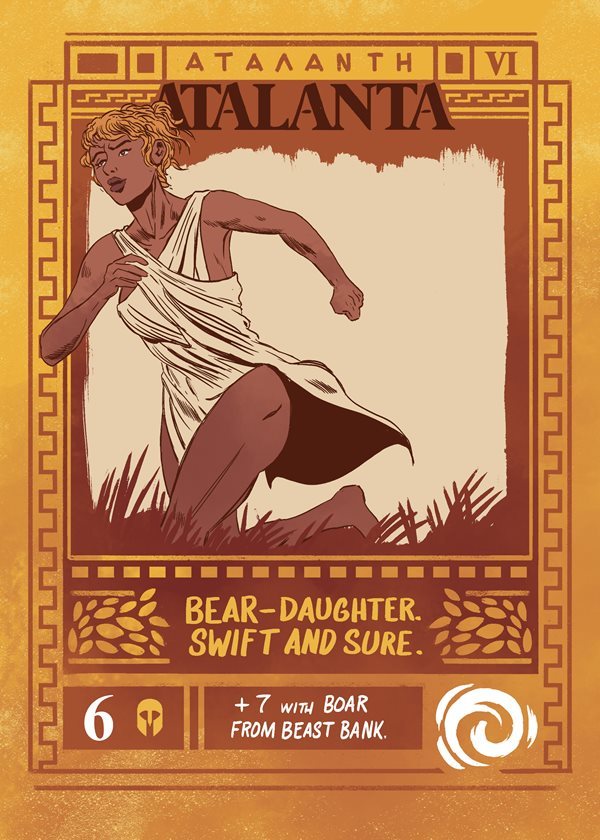 ΑΤΑΛΑΝΤΗ
VI
ATALANTA
BEAR-DAUGHTER.
SWIFT AND SURE.
6
+ 7 WITH BOAR
FROM BEAST BANK.